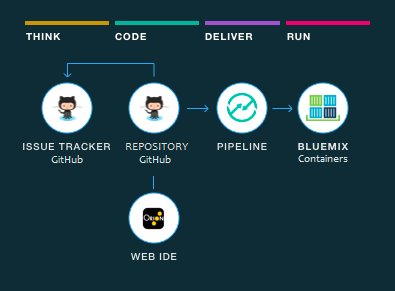 THINK CODE DELIVER RUN
ISSUE TRACKER REPOSITORY PIPELINE BLUEMIX
GitHub GitHub Containers
ORION
WEB IDE